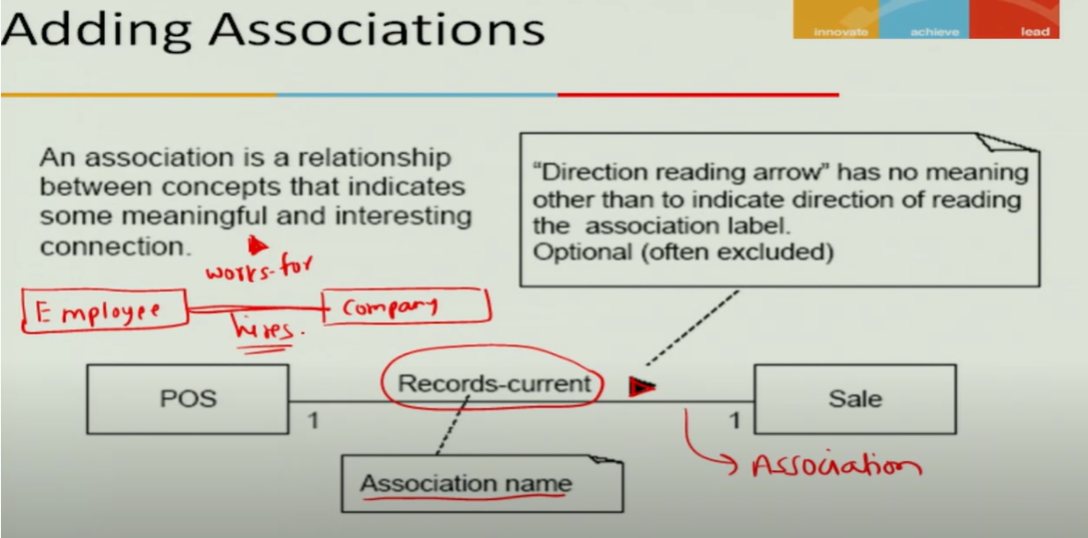 Adding Associations
innovate achieve lead
An association is a relationship
between concepts that indicates
some meaningful and interesting
connection.
"Direction reading arrow" has no meaning
other than to indicate direction of reading
the association label.
Optional (often excluded)
works-for
Employee
Company
hires.
POS
Records-current
Sale
1
1
Association name
Association